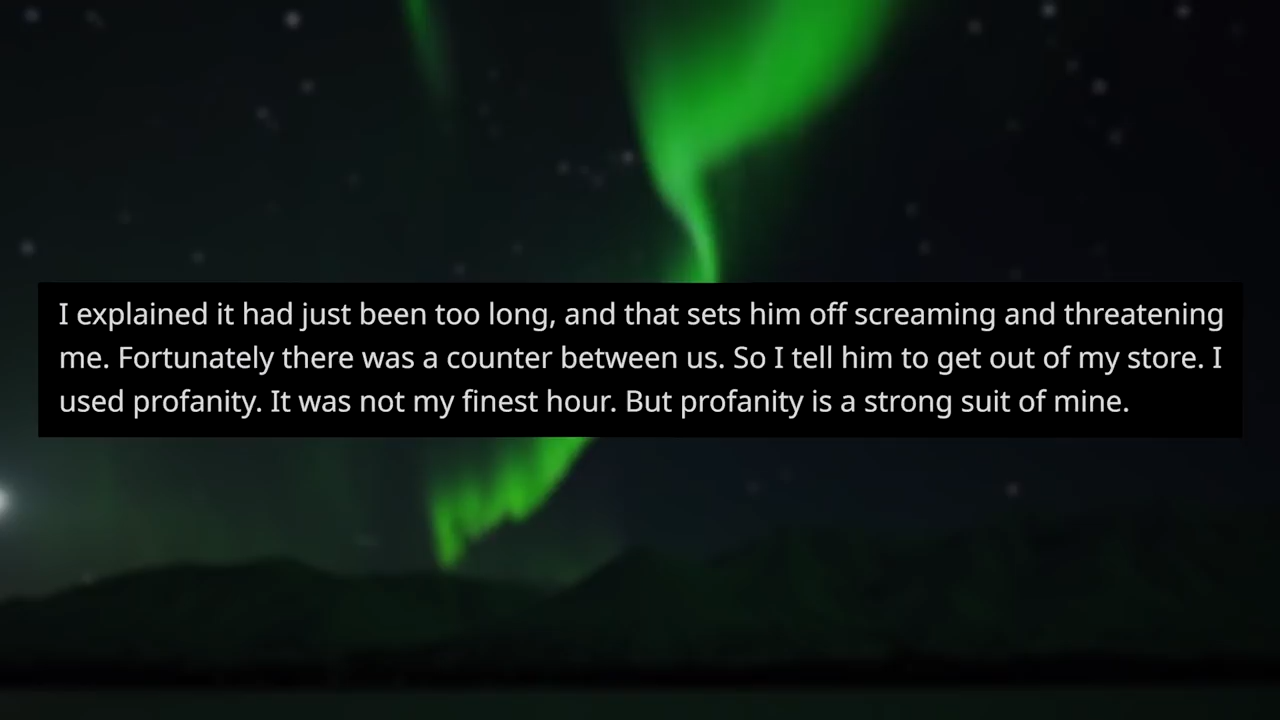 I explained it had just been too long, and that sets him off screaming and threatening
me. Fortunately there was a counter between us. So I tell him to get out of my store. I
used profanity. It was not my finest hour. But profanity is a strong suit of mine.